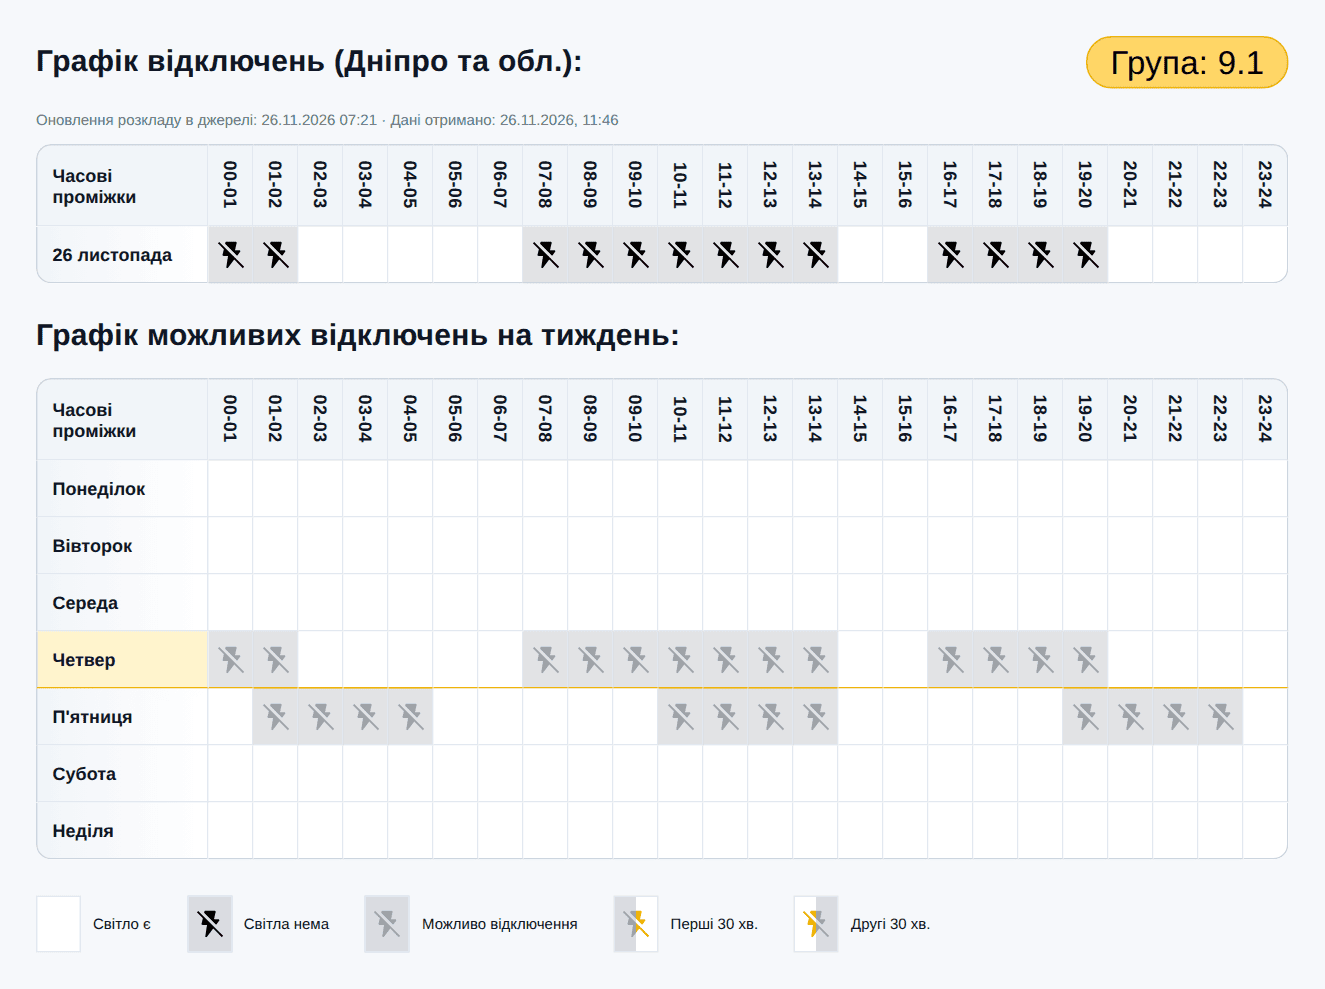 Графік відключень (Дніпро та обл.):
Група: 9.1
Оновлення розкладу в джерелі: 26.11.2026 07:21 · Дані отримано: 26.11.2026, 11:46
Часові проміжки 00-01 01-02 02-03 03-04 04-05 05-06 06-07 07-08 08-09 09-10 10-11 11-12 12-13 13-14 14-15 15-16 16-17 17-18 18-19 19-20 20-21 21-22 22-23 23-24
26 листопада
Графік можливих відключень на тиждень:
Часові проміжки 00-01 01-02 02-03 03-04 04-05 05-06 06-07 07-08 08-09 09-10 10-11 11-12 12-13 13-14 14-15 15-16 16-17 17-18 18-19 19-20 20-21 21-22 22-23 23-24
Понеділок
Вівторок
Середа
Четвер
П'ятниця
Субота
Неділя
Світло є Світла нема Можливо відключення Перші 30 хв. Другі 30 хв.